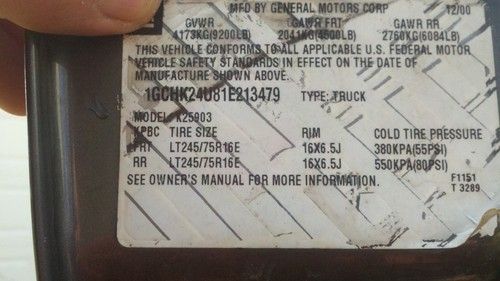 MFD BY GENERAL MOTORS CORP 12/00
GVWR GAWR FRT GAWR RR
4173KG(9200LB) 2041KG(4500LB) 2760KG(6084LB)
THIS VEHICLE CONFORMS TO ALL APPLICABLE U.S. FEDERAL MOTOR
VEHICLE SAFETY STANDARDS IN EFFECT ON THE DATE OF
MANUFACTURE SHOWN ABOVE.
1GCHK24U81E213479 TYPE: TRUCK
MODEL: K25903
KPBC TIRE SIZE RIM COLD TIRE PRESSURE
FRT LT245/75R16E 16X6.5J 380KPA(55PSI)
RR LT245/75R16E 16X6.5J 550KPA(80PSI)
SEE OWNER'S MANUAL FOR MORE INFORMATION.
F1151
T 3289